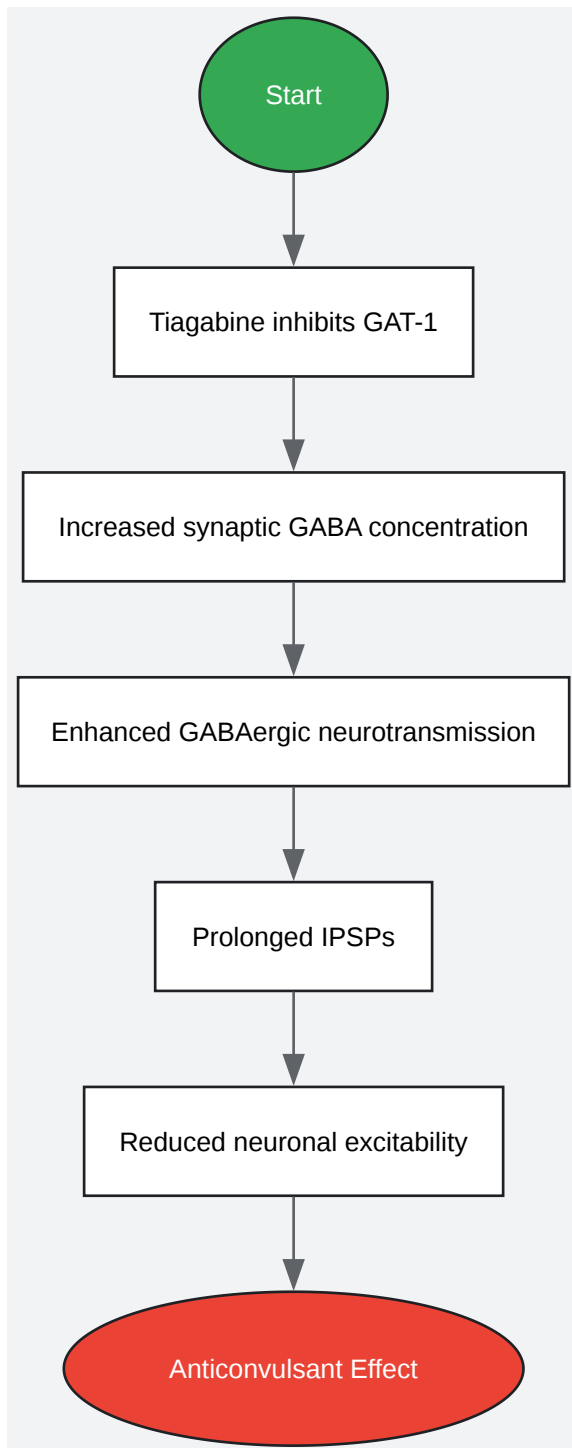 Start
Tiagabine inhibits GAT-1
Increased synaptic GABA concentration
Enhanced GABAergic neurotransmission
Prolonged IPSPs
Reduced neuronal excitability
Anticonvulsant Effect